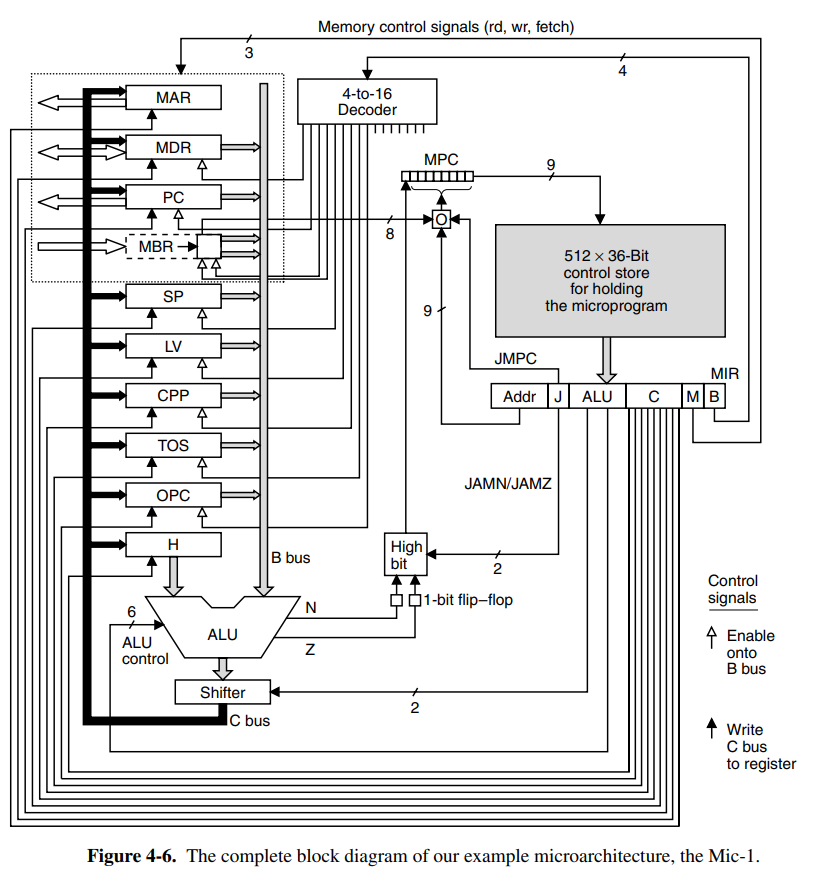 Memory control signals (rd, wr, fetch)
3
4
MAR
4-to-16
Decoder
MDR
MPC
9
PC
8
O
MBR
512 × 36-Bit
control store
for holding
the microprogram
SP
9
LV
JMPC
MIR
CPP
Addr J ALU C M B
TOS
JAMN/JAMZ
OPC
H
High
bit
2
B bus
Control
signals
6
N
1-bit flip–flop
ALU
ALU
control
Z
Enable
onto
B bus
Shifter
2
C bus
Write
C bus
to register
Figure 4-6. The complete block diagram of our example microarchitecture, the Mic-1.